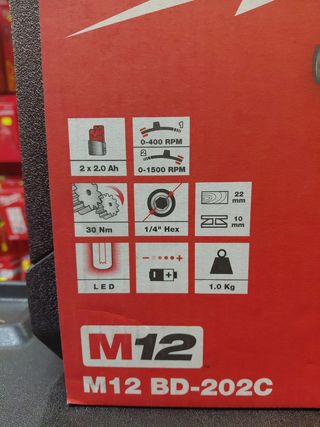 1
0-400 RPM
2
0-1500 RPM
2 x 2.0 Ah
30 Nm
1/4" Hex
22
mm
10
mm
LED
1.0 Kg
M12
M12 BD-202C